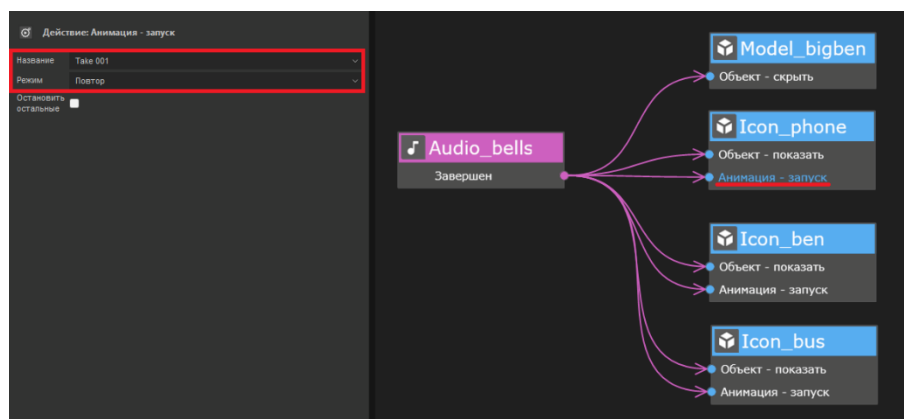 Действие: Анимация - запуск
Название Take 001
Режим Повтор
Остановить
остальные
Audio_bells
Завершен
Model_bigben
Объект - скрыть
Icon_phone
Объект - показать
Анимация - запуск
Icon_ben
Объект - показать
Анимация - запуск
Icon_bus
Объект - показать
Анимация - запуск